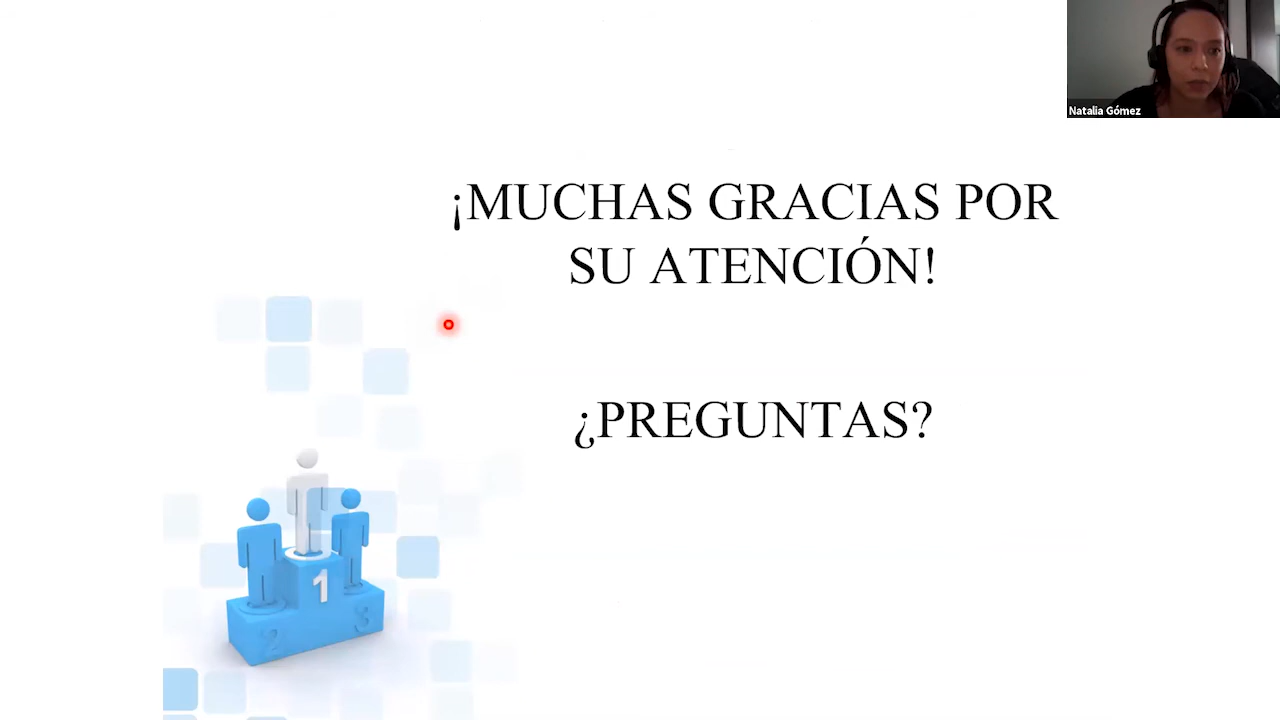 Natalia Gómez
¡MUCHAS GRACIAS POR
SU ATENCIÓN!
¿PREGUNTAS?
1
2
3